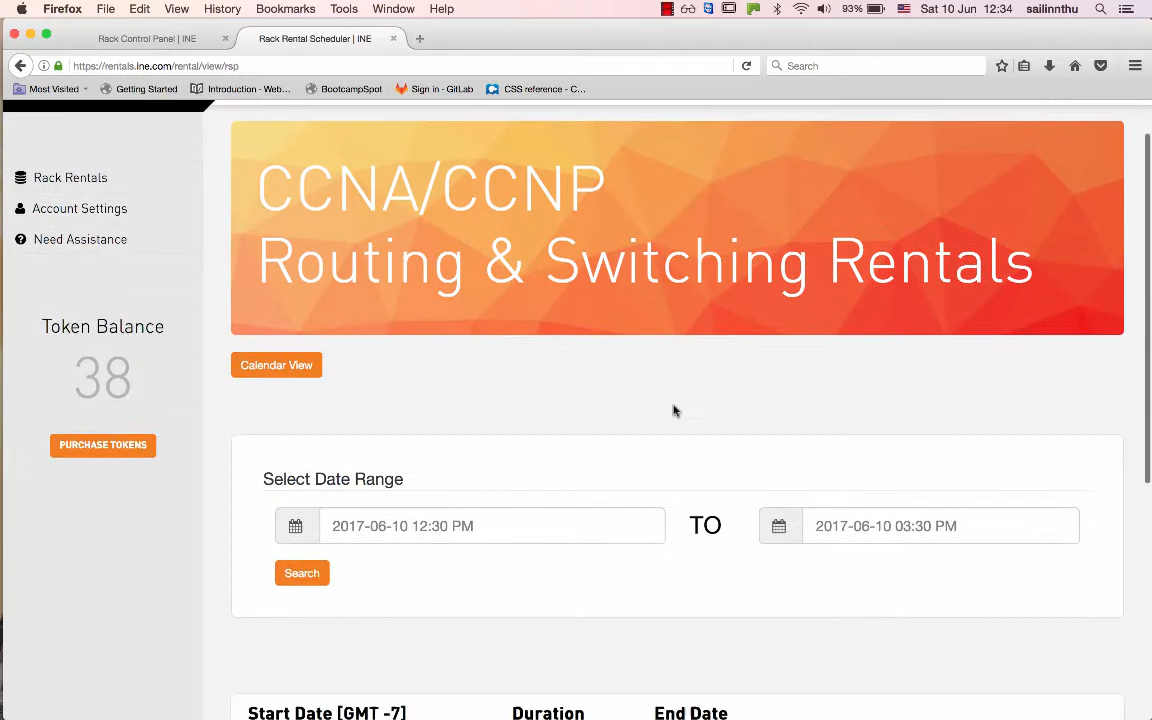 Firefox File Edit View History Bookmarks Tools Window Help 93% Sat 10 Jun 12:34 sailinnthu
Rack Control Panel | INE × Rack Rental Scheduler | INE × +
https://rentals.ine.com/rental/view/rsp Search
Most Visited Getting Started Introduction - Web... BootcampSpot Sign in · GitLab CSS reference - C...
CCNA/CCNP
Routing & Switching Rentals
Rack Rentals
Account Settings
Need Assistance
Token Balance
38
PURCHASE TOKENS
Calendar View
Select Date Range
2017-06-10 12:30 PM TO 2017-06-10 03:30 PM
Search
Start Date [GMT -7] Duration End Date